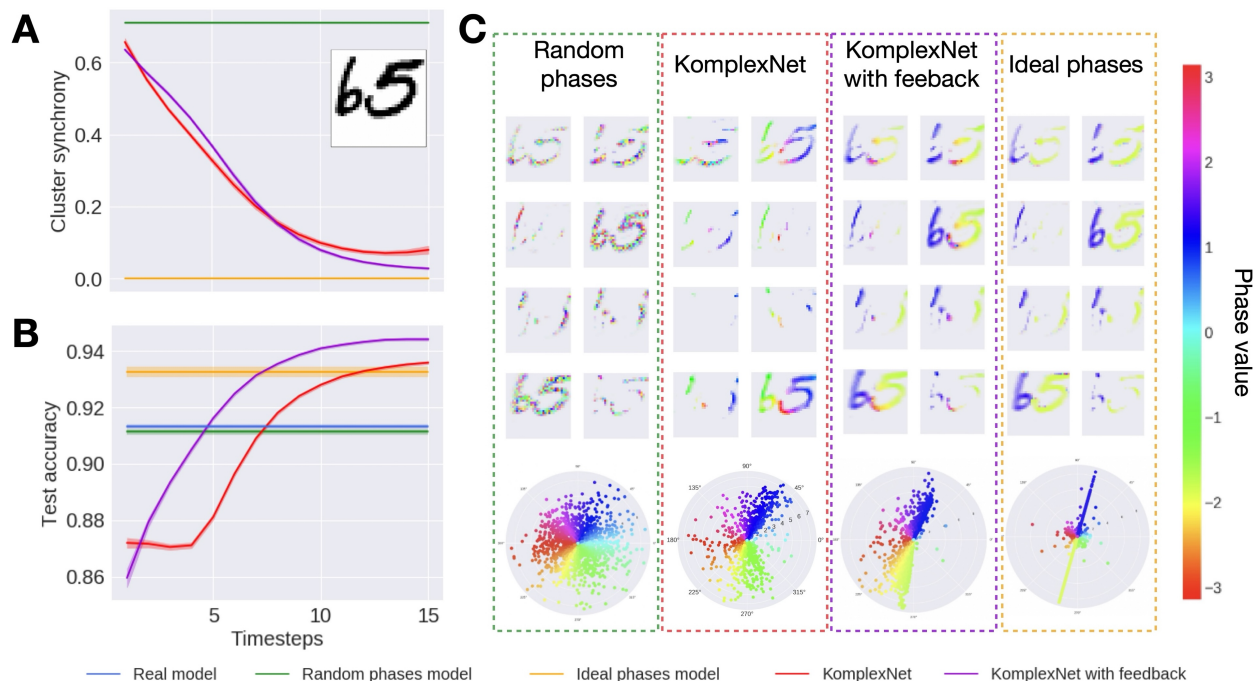 A
0.6
0.4
0.2
0.0
Cluster synchrony
65
B
0.94
0.92
0.90
0.88
0.86
Test accuracy
5
10
15
Timesteps
C
Random
phases
KomplexNet
KomplexNet
with feeback
Ideal phases
90°
135°
45°
180°
0°
225°
315°
270°
3
2
1
0
−1
−2
−3
Phase value
Real model
Random phases model
Ideal phases model
KomplexNet
KomplexNet with feedback